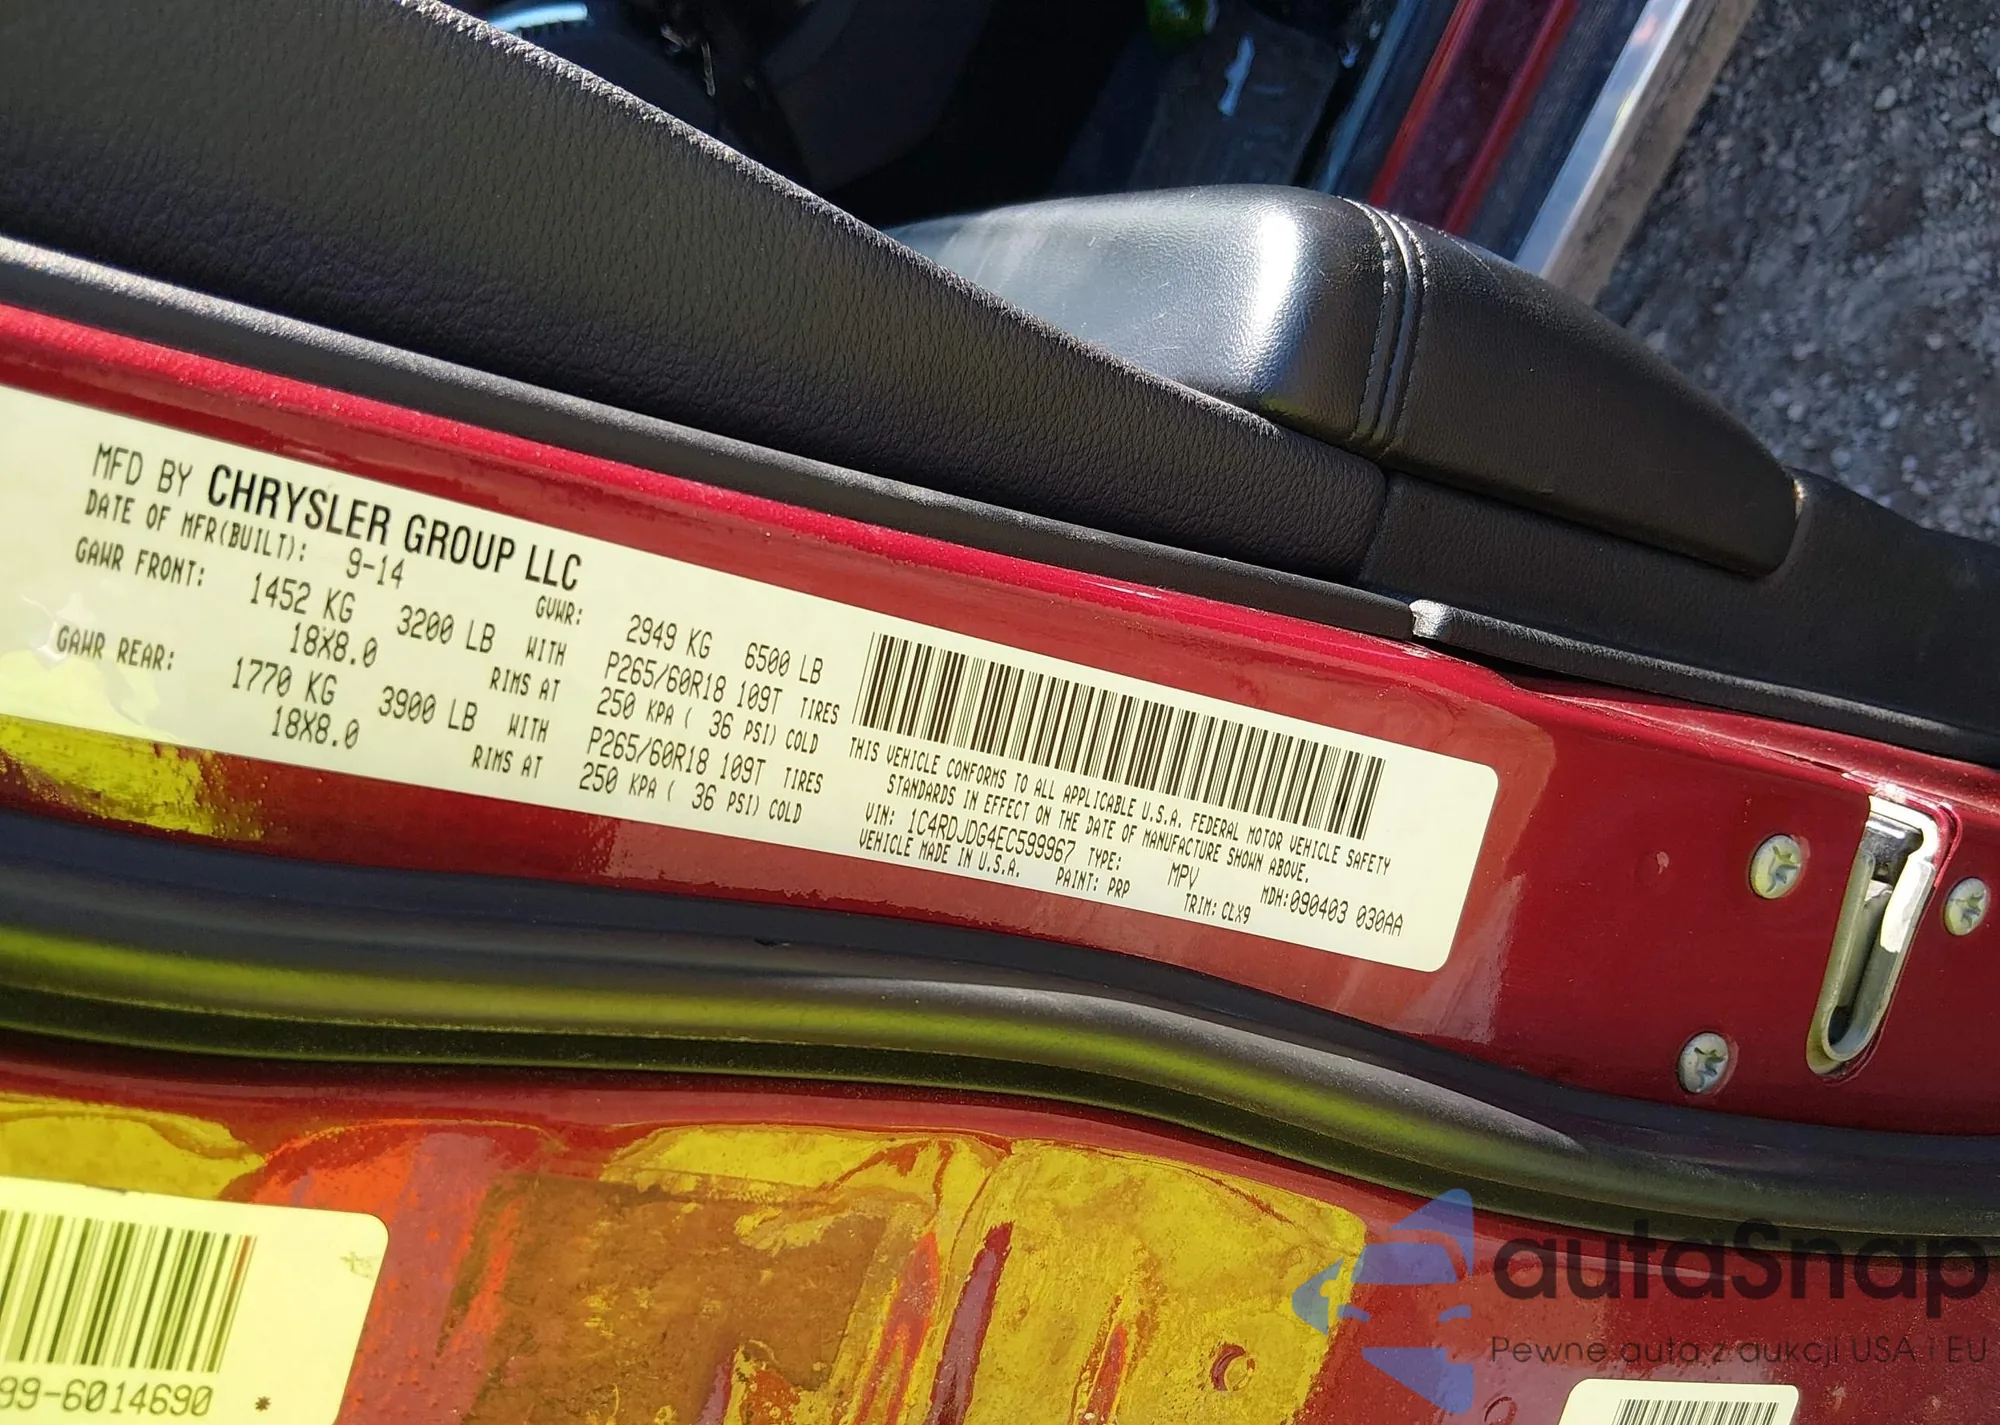 MFD BY CHRYSLER GROUP LLC
DATE OF MFR(BUILT): 9-14 GVWR: 2949 KG 6500 LB
GAWR FRONT: 1452 KG 3200 LB WITH P265/60R18 109T TIRES
18X8.0 RIMS AT 250 KPA ( 36 PSI) COLD
GAWR REAR: 1770 KG 3900 LB WITH P265/60R18 109T TIRES
18X8.0 RIMS AT 250 KPA ( 36 PSI) COLD
THIS VEHICLE CONFORMS TO ALL APPLICABLE U.S.A. FEDERAL MOTOR VEHICLE SAFETY
STANDARDS IN EFFECT ON THE DATE OF MANUFACTURE SHOWN ABOVE.
VIN: 1C4RDJDG4EC599967 TYPE: MPV MDH:090403 030AA
VEHICLE MADE IN U.S.A. PAINT: PRP TRIM: CLX9
99-6014690 *
autaSnap
Pewne auta z aukcji USA i EU